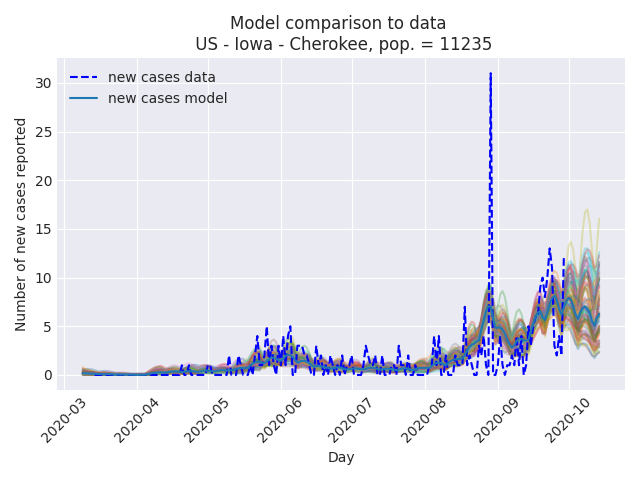 Model comparison to data
US - Iowa - Cherokee, pop. = 11235
new cases data
new cases model
Number of new cases reported
30
25
20
15
10
5
0
2020-03
2020-04
2020-05
2020-06
2020-07
2020-08
2020-09
2020-10
Day